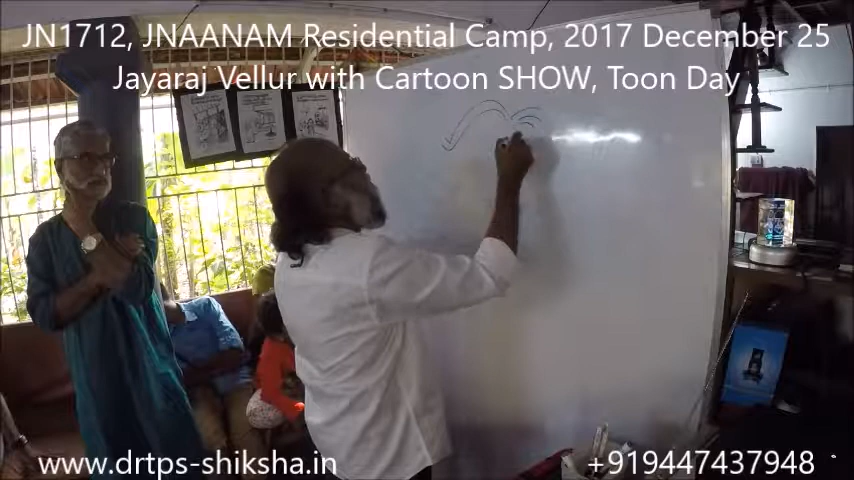 JN1712, JNAANAM Residential Camp, 2017 December 25
Jayaraj Vellur with Cartoon SHOW, Toon Day
www.drtps-shiksha.in
+919447437948